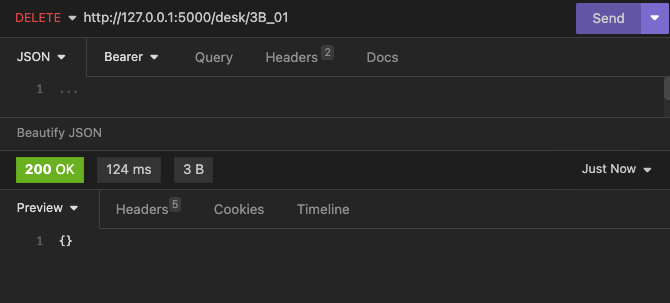 DELETE http://127.0.0.1:5000/desk/3B_01 Send
JSON Bearer Query Headers 2 Docs
1 ...
Beautify JSON
200 OK 124 ms 3 B Just Now
Preview Headers 5 Cookies Timeline
1 {}